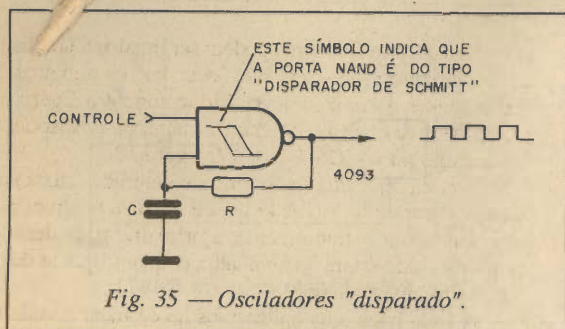 ESTE SÍMBOLO INDICA QUE
A PORTA NAND É DO TIPO
"DISPARADOR DE SCHMITT"
CONTROLE
4093
C
R
Fig. 35 — Osciladores "disparado".